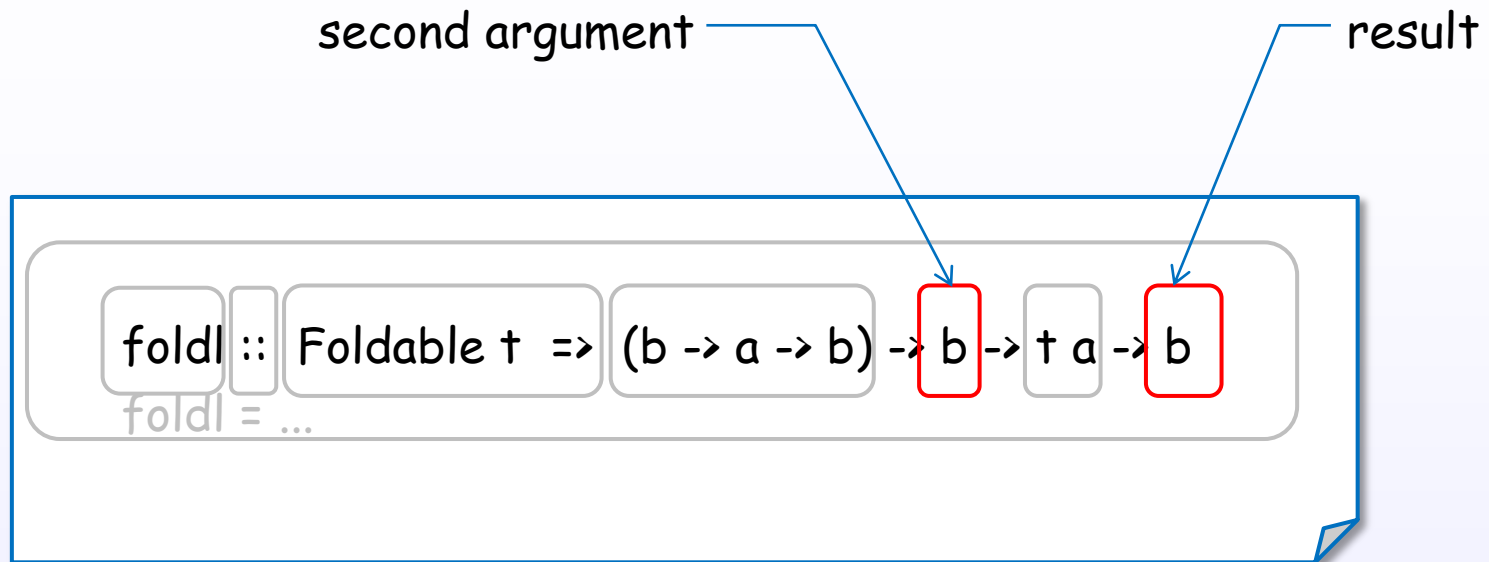 second argument result
foldl :: Foldable t => (b -> a -> b) -> b -> t a -> b
foldl = ...